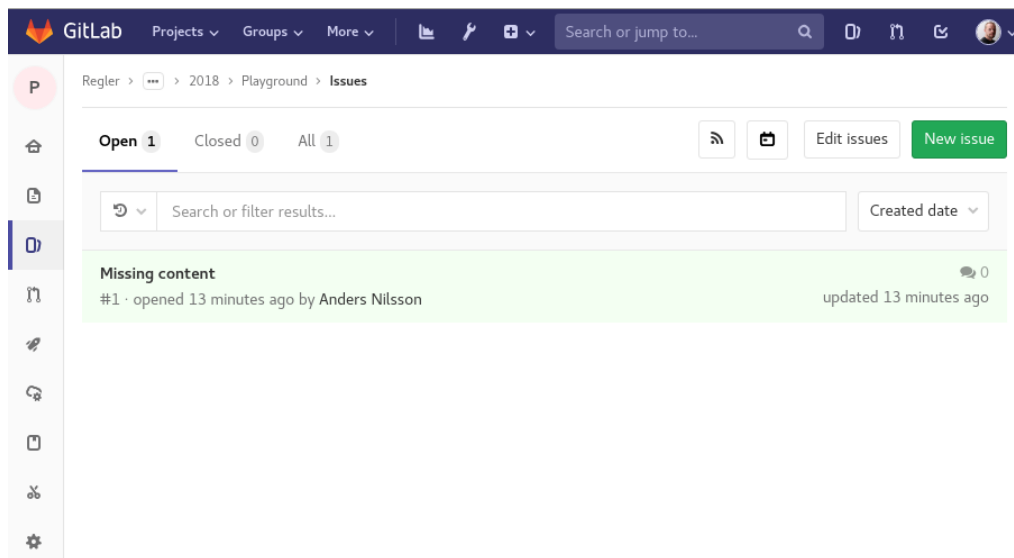 GitLab Projects Groups More Search or jump to...
P
Regler > ... > 2018 > Playground > Issues
Open 1 Closed 0 All 1 Edit issues New issue
Search or filter results... Created date
Missing content 0
#1 · opened 13 minutes ago by Anders Nilsson updated 13 minutes ago